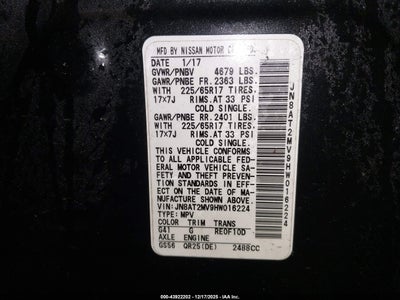 MFD BY NISSAN MOTOR CO., LTD.
DATE 1/17
GVWR/PNBV 4679 LBS.
GAWR/PNBE FR. 2363 LBS.
WITH 225/65R17 TIRES,
17x7J RIMS, AT 33 PSI
COLD SINGLE.
GAWR/PNBE RR. 2401 LBS.
WITH 225/65R17 TIRES,
17x7J RIMS, AT 33 PSI
COLD SINGLE.
THIS VEHICLE CONFORMS
TO ALL APPLICABLE FED-
ERAL MOTOR VEHICLE SA-
FETY AND THEFT PREVEN-
TION STANDARDS IN EFF-
ECT ON THE DATE OF MA-
NUFACTURE SHOWN ABOVE.
VIN: JN8AT2MV9HW016224
TYPE: MPV
COLOR TRIM TRANS
G41 G RE0F10D
AXLE ENGINE
GS56 QR25(DE) 2488CC
JN8AT2MV9HW016224
000-43922202 - 12/17/2025 - IAA